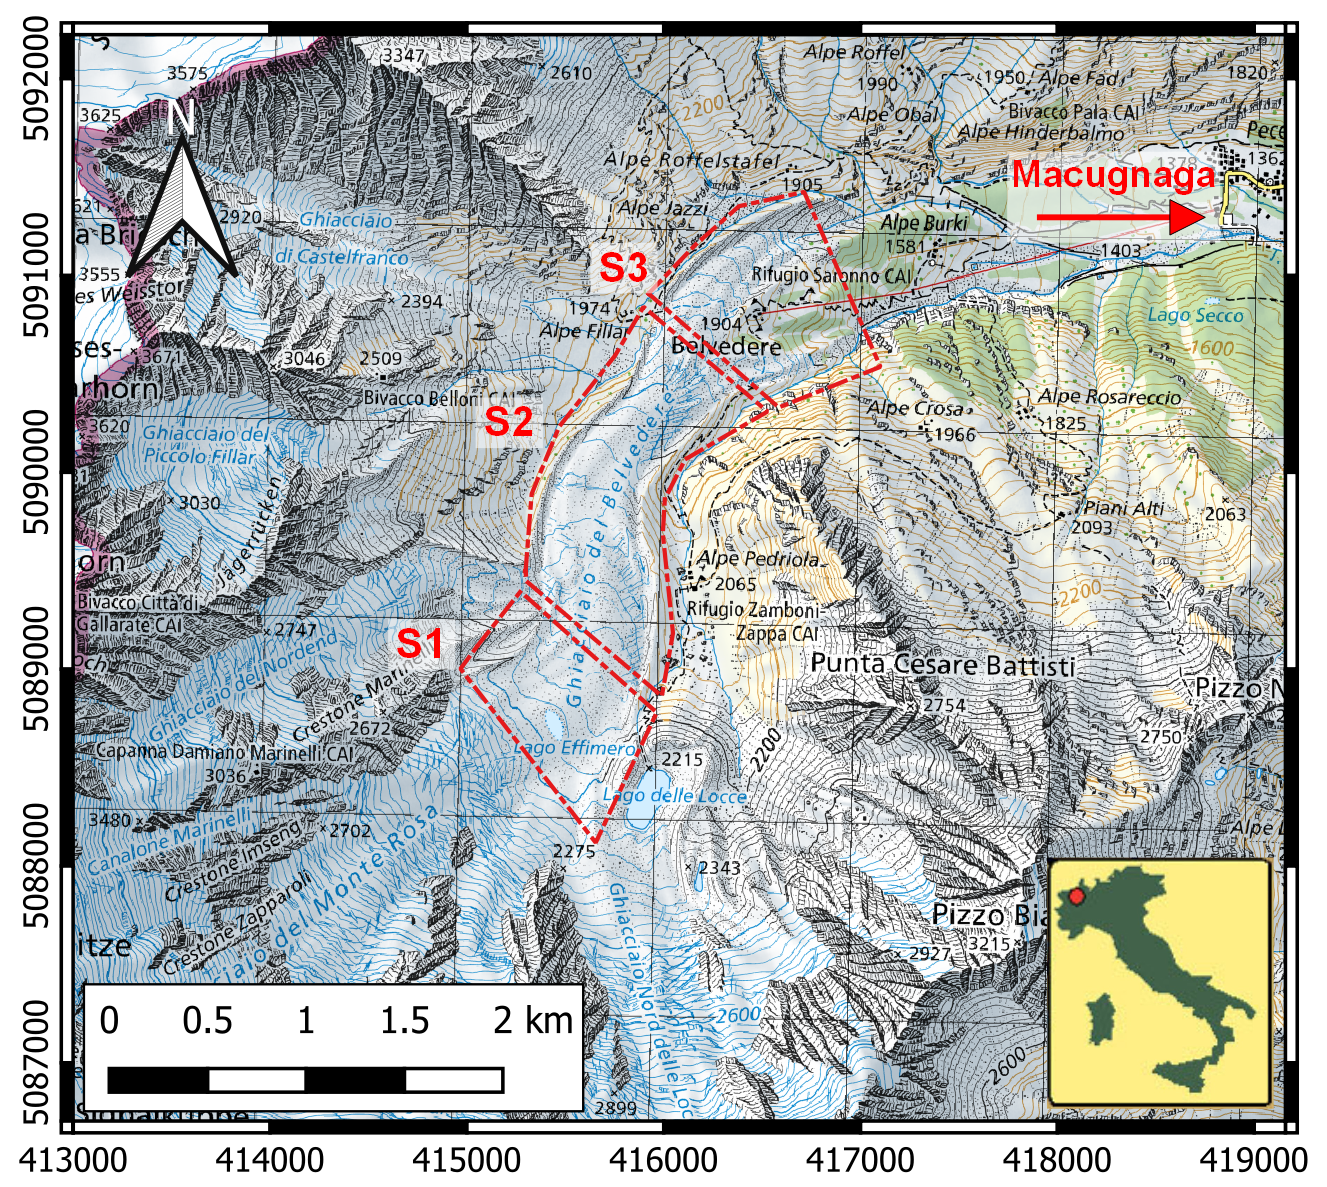 3347
3575
2610
Alpe Roffel
1990
1950
Alpe Fad
1820
3625
N
2200
Alpe Obal
Bivacco Pala CAI
Alpe Hinderbalmo
Pece
Alpe Roffelstafel
1378
1362
Macugnaga
1905
2920
Ghiacciaio
di Castelfranco
Alpe Jazzi
Alpe Burki
1581
1403
S3
3555
Rifugio Saronno CAI
es Weisstor
2394
1974
Alpe Fillar
1904
Belvedere
Lago Secco
1600
ses-
3671
3046
2509
rhorn
Bivacco Belloni CAI
S2
Alpe Crosa
1966
Alpe Rosareccio
1825
3620
Ghiacciaio del
Piccolo Fillar
3030
Jägerrücken
Ghiacciaio del Belvedere
Piani Alti
2093
2063
orn
Alpe Pedriola
2065
2200
Bivacco Città di
Gallarate CAI
Rifugio Zamboni-
Zappa CAI
2747
S1
Ghiacciaio del Nordend
Crestone Marinelli
Punta Cesare Battisti
Pizzo N
2672
2754
2750
Capanna Damiano Marinelli CAI
3036
Lago Effimero
2215
2200
Lago delle Locce
3480
Canalone Marinelli
2702
Crestone Imseng
2275
2343
Alpe L
Crestone Zapparoli
del Monte Rosa
itze
Pizzo Bia
3215
2927
Ghiacciaio Nord delle Loc
2600
2600
2899
0 0.5 1 1.5 2 km
5092000
5091000
5090000
5089000
5088000
5087000
413000 414000 415000 416000 417000 418000 419000